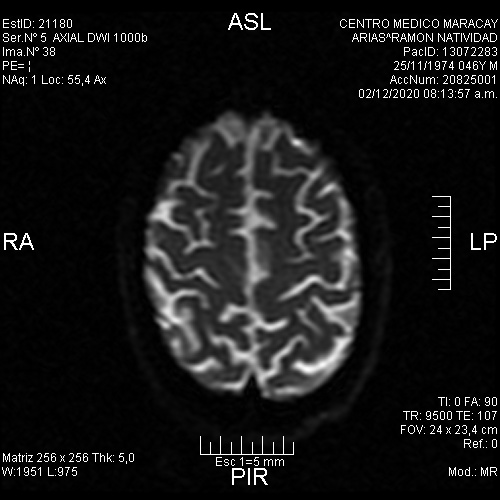 EstID: 21180
Ser.Nº 5 AXIAL DWI 1000b
Ima.Nº 38
PE= ¦
NAq: 1 Loc: 55,4 Ax
ASL
CENTRO MEDICO MARACAY
ARIAS^RAMON NATIVIDAD
PacID: 13072283
25/11/1974 046Y M
AccNum: 20825001
02/12/2020 08:13:57 a.m.
RA
LP
Matriz 256 x 256 Thk: 5,0
W:1951 L:975
Esc 1=5 mm
PIR
TI: 0 FA: 90
TR: 9500 TE: 107
FOV: 24 x 23,4 cm
Ref.: 0
Mod.: MR